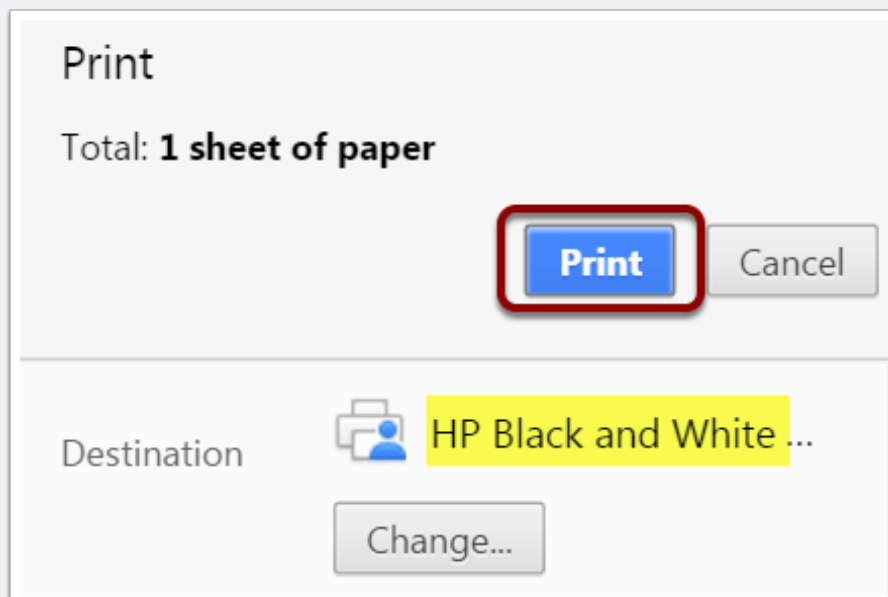 Print
Total: 1 sheet of paper
Print Cancel
Destination HP Black and White ...
Change...